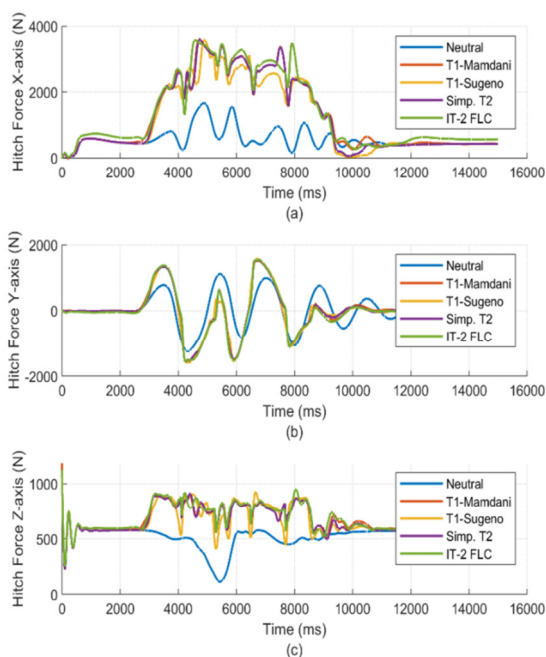 Hitch Force X-axis (N)
4000
2000
0
Neutral
T1-Mamdani
T1-Sugeno
Simp. T2
IT-2 FLC
0 2000 4000 6000 8000 10000 12000 14000 16000
Time (ms)
(a)
Hitch Force Y-axis (N)
2000
0
-2000
Neutral
T1-Mamdani
T1-Sugeno
Simp. T2
IT-2 FLC
0 2000 4000 6000 8000 10000 12000 14000 16000
Time (ms)
(b)
Hitch Force Z-axis (N)
1000
500
0
Neutral
T1-Mamdani
T1-Sugeno
Simp. T2
IT-2 FLC
0 2000 4000 6000 8000 10000 12000 14000 16000
Time (ms)
(c)